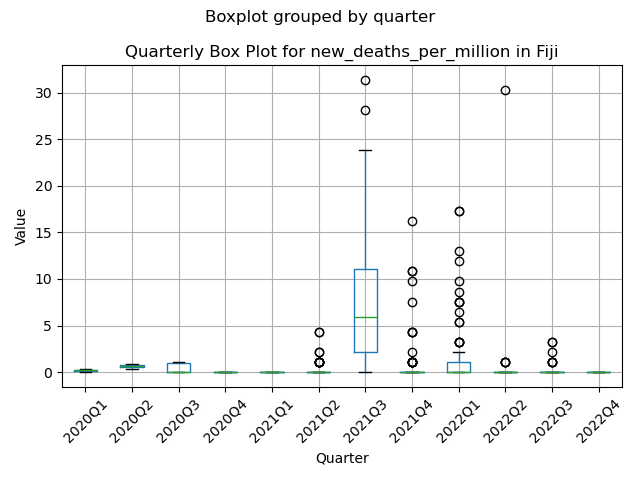 Boxplot grouped by quarter
Quarterly Box Plot for new_deaths_per_million in Fiji
30
25
20
15
10
5
0
Value
2020Q1
2020Q2
2020Q3
2020Q4
2021Q1
2021Q2
2021Q3
2021Q4
2022Q1
2022Q2
2022Q3
2022Q4
Quarter